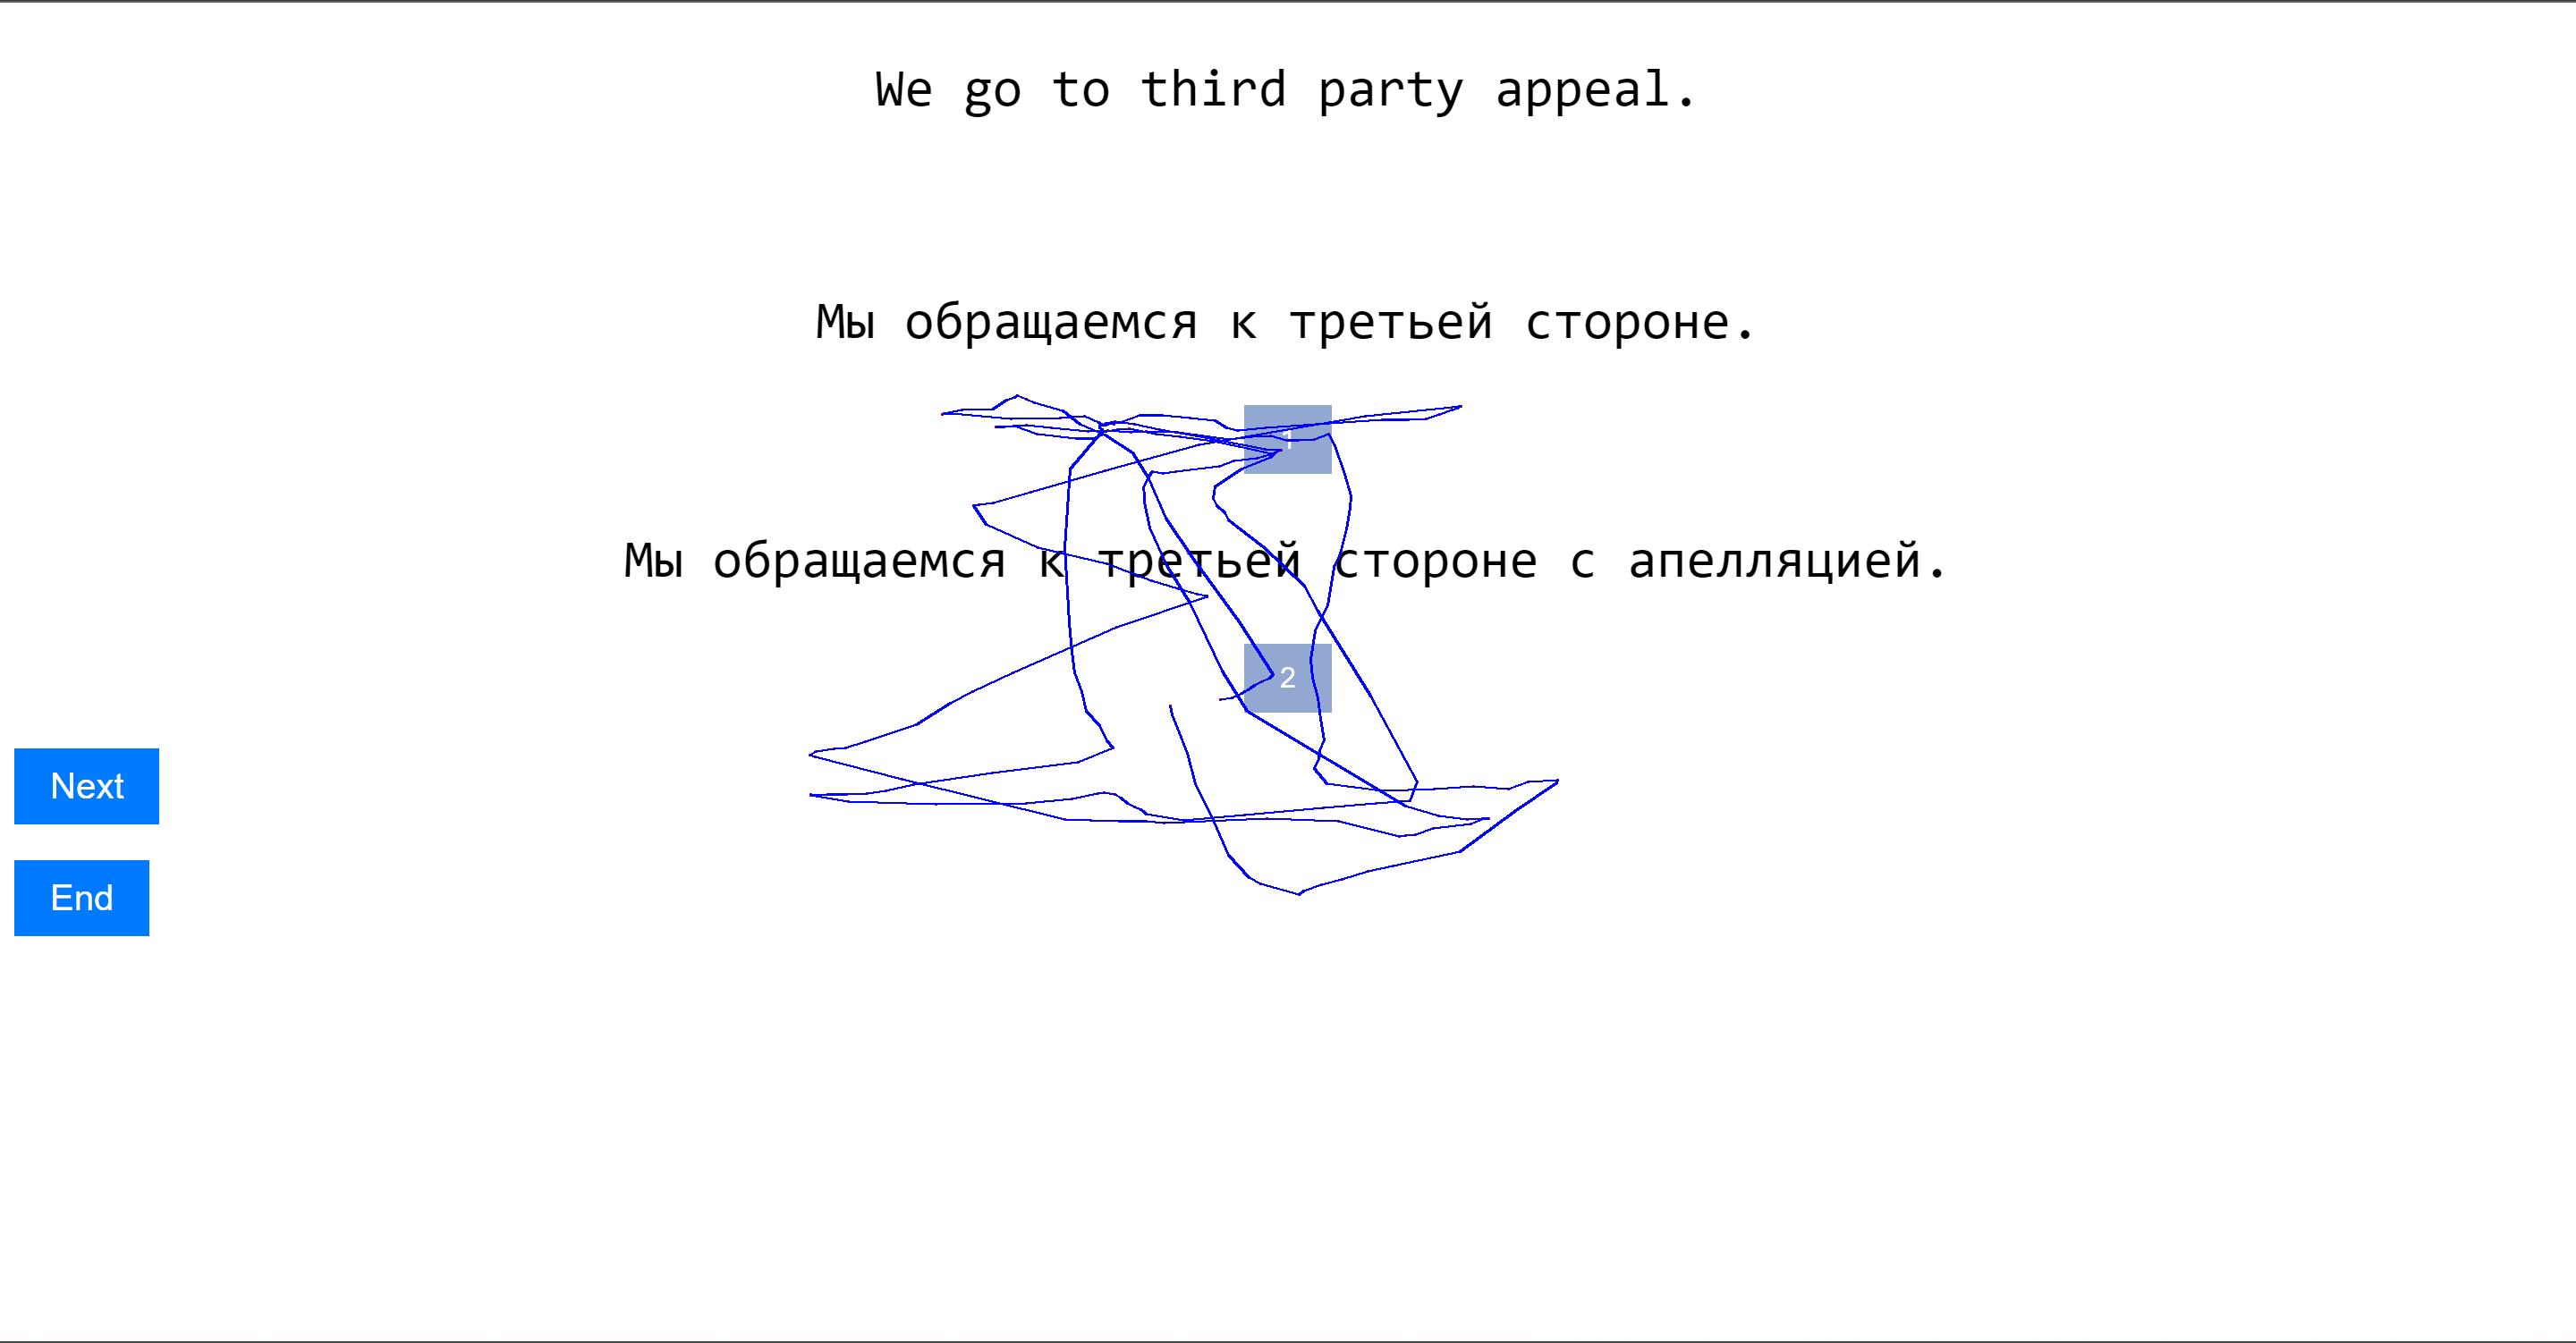 We go to third party appeal.
Мы обращаемся к третьей стороне.
1
Мы обращаемся к третьей стороне с апелляцией.
2
Next
End